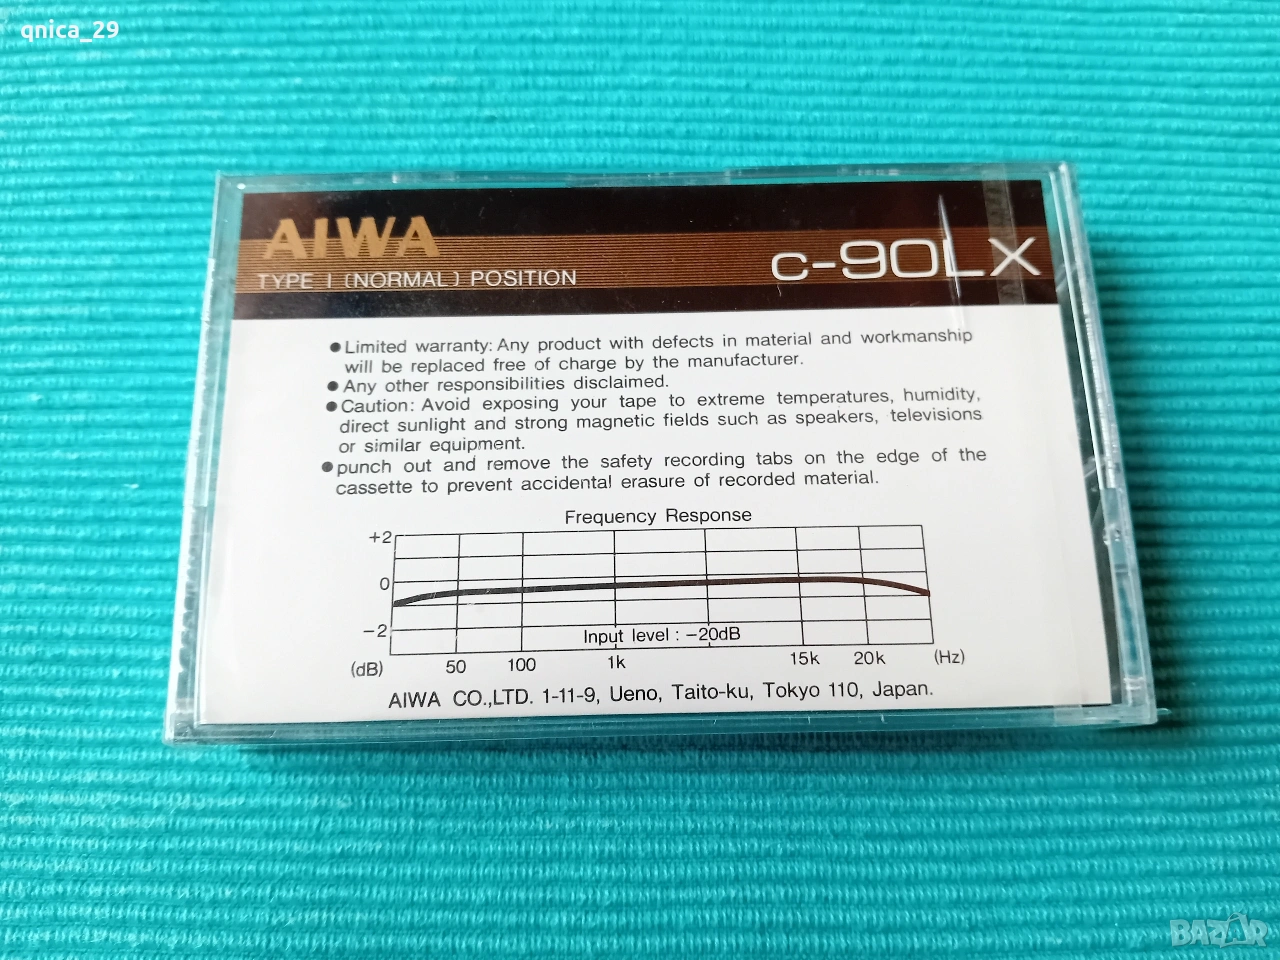 qnica_29
AIWA
TYPE I (NORMAL) POSITION
C-90LX
● Limited warranty: Any product with defects in material and workmanship
will be replaced free of charge by the manufacturer.
● Any other responsibilities disclaimed.
● Caution: Avoid exposing your tape to extreme temperatures, humidity,
direct sunlight and strong magnetic fields such as speakers, televisions
or similar equipment.
● punch out and remove the safety recording tabs on the edge of the
cassette to prevent accidental erasure of recorded material.
Frequency Response
+2
0
−2
Input level : −20dB
(dB) 50 100 1k 15k 20k (Hz)
AIWA CO.,LTD. 1-11-9, Ueno, Taito-ku, Tokyo 110, Japan.
BAZAR